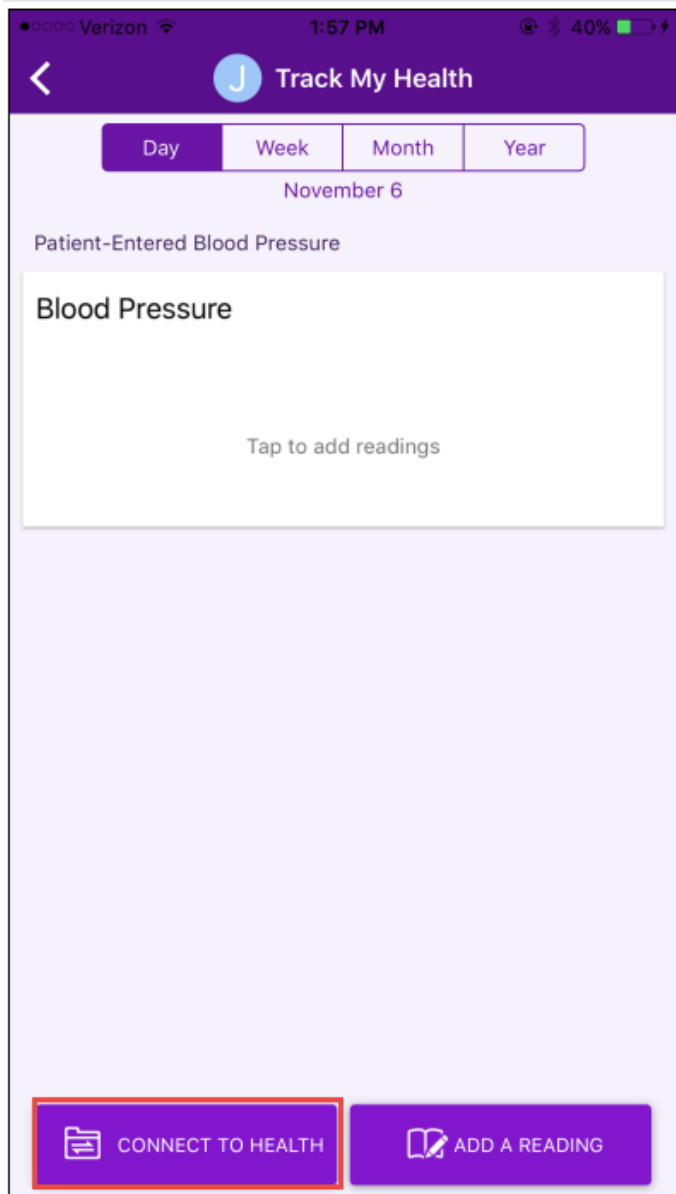 Verizon 1:57 PM 40%
J Track My Health
Day Week Month Year
November 6
Patient-Entered Blood Pressure
Blood Pressure
Tap to add readings
CONNECT TO HEALTH ADD A READING